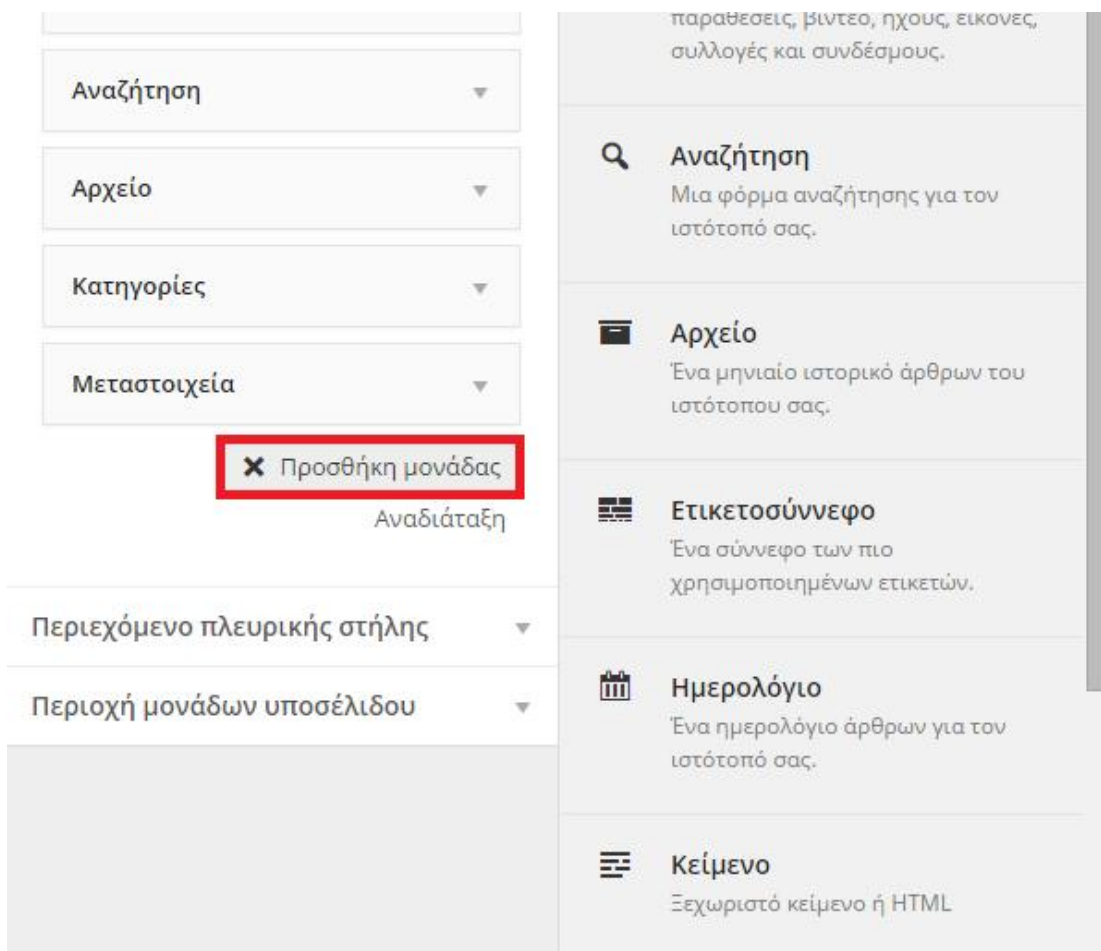 Αναζήτηση
Αρχείο
Κατηγορίες
Μεταστοιχεία
Προσθήκη μονάδας
Αναδιάταξη
Περιεχόμενο πλευρικής στήλης
Περιοχή μονάδων υποσέλιδου
παραθέσεις, βίντεο, ήχους, εικόνες,
συλλογές και συνδέσμους.
Αναζήτηση
Μια φόρμα αναζήτησης για τον
ιστότοπό σας.
Αρχείο
Ένα μηνιαίο ιστορικό άρθρων του
ιστότοπου σας.
Ετικετοσύννεφο
Ένα σύννεφο των πιο
χρησιμοποιημένων ετικετών.
Ημερολόγιο
Ένα ημερολόγιο άρθρων για τον
ιστότοπό σας.
Κείμενο
Ξεχωριστό κείμενο ή HTML